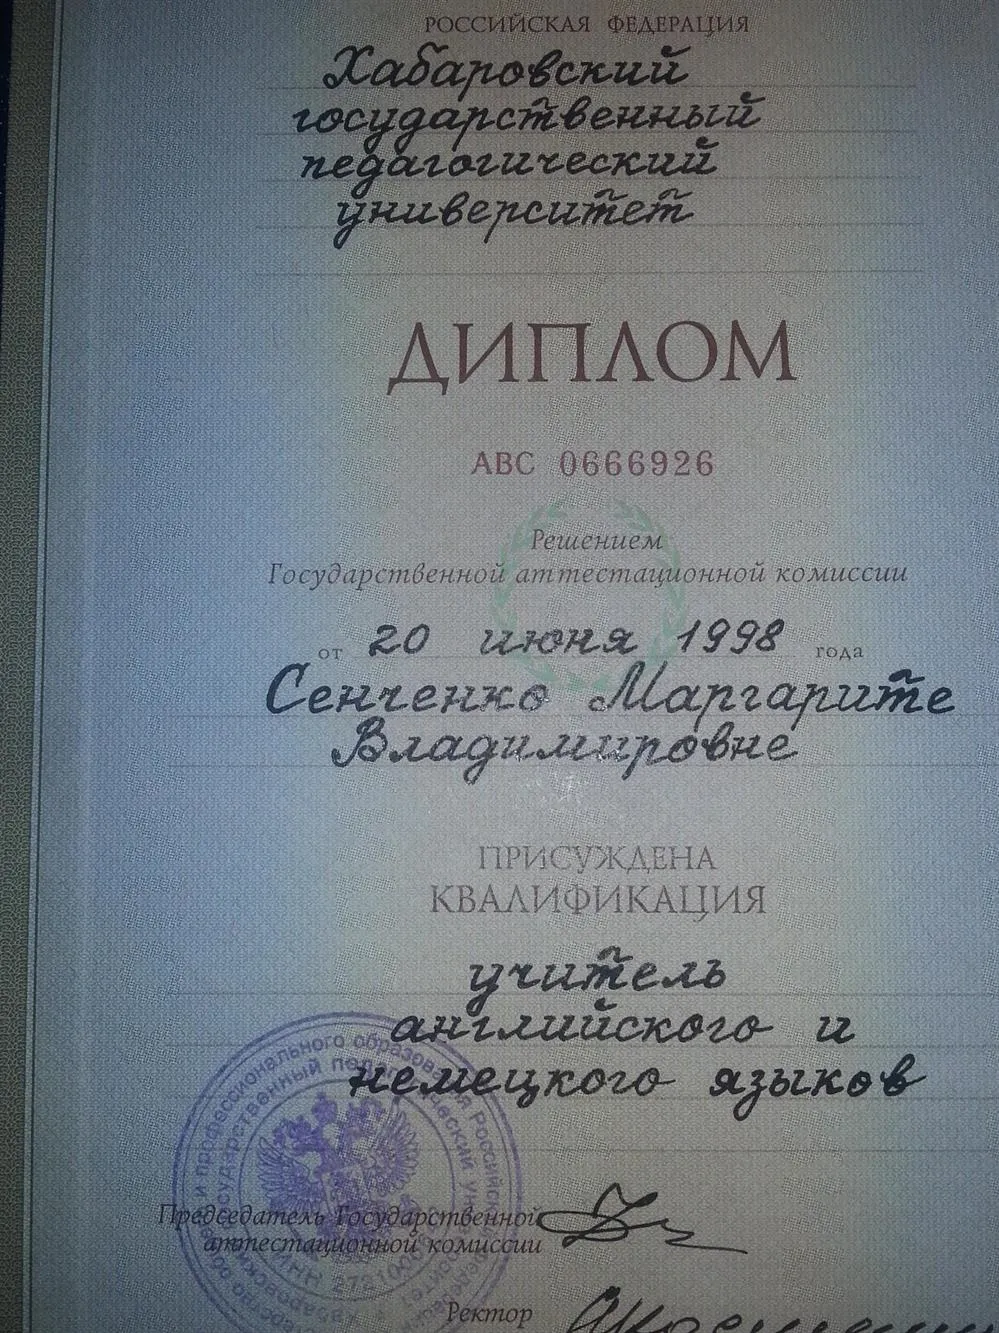 РОССИЙСКАЯ ФЕДЕРАЦИЯ
Хабаровский
государственный
педагогический
университет
ДИПЛОМ
АВС 0666926
Решением
Государственной аттестационной комиссии
от 20 июня 1998 года
Сенченко Маргарите
Владимировне
ПРИСУЖДЕНА
КВАЛИФИКАЦИЯ
учитель
английского и
немецкого языков
Председатель Государственной
аттестационной комиссии
Ректор